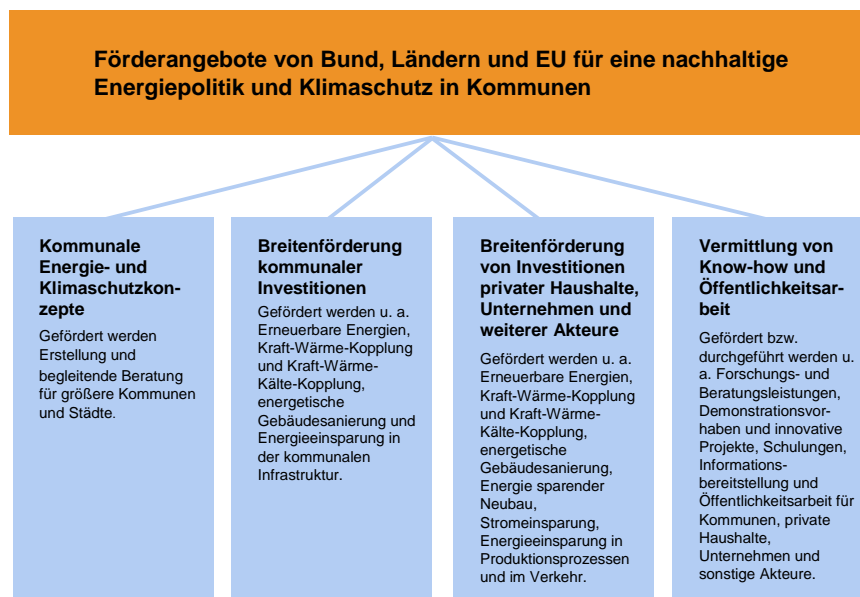 Förderangebote von Bund, Ländern und EU für eine nachhaltige
Energiepolitik und Klimaschutz in Kommunen
Kommunale
Energie- und
Klimaschutzkon-
zepte
Gefördert werden
Erstellung und
begleitende Beratung
für größere Kommunen
und Städte.
Breitenförderung
kommunaler
Investitionen
Gefördert werden u. a.
Erneuerbare Energien,
Kraft-Wärme-Kopplung
und Kraft-Wärme-
Kälte-Kopplung,
energetische
Gebäudesanierung und
Energieeinsparung in
der kommunalen
Infrastruktur.
Breitenförderung
von Investitionen
privater Haushalte,
Unternehmen und
weiterer Akteure
Gefördert werden u. a.
Erneuerbare Energien,
Kraft-Wärme-Kopplung
und Kraft-Wärme-
Kälte-Kopplung,
energetische
Gebäudesanierung,
Energie sparender
Neubau,
Stromeinsparung,
Energieeinsparung in
Produktionsprozessen
und im Verkehr.
Vermittlung von
Know-how und
Öffentlichkeitsar-
beit
Gefördert bzw.
durchgeführt werden u.
a. Forschungs- und
Beratungsleistungen,
Demonstrationsvor-
haben und innovative
Projekte, Schulungen,
Informations-
bereitstellung und
Öffentlichkeitsarbeit für
Kommunen, private
Haushalte,
Unternehmen und
sonstige Akteure.